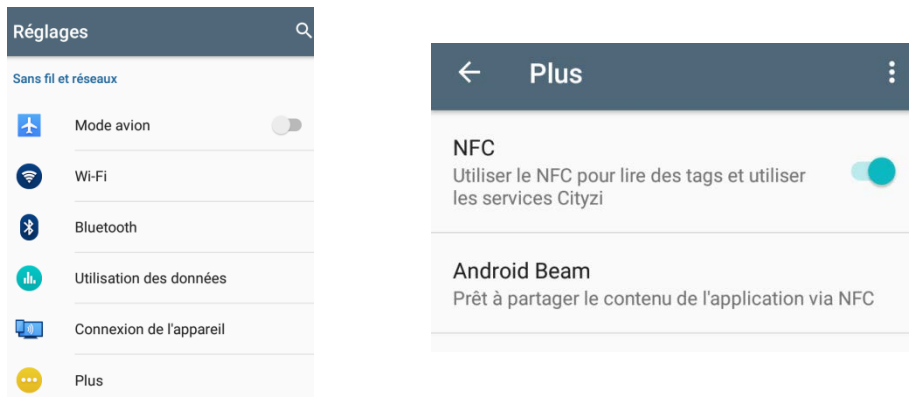 Réglages
Sans fil et réseaux
Mode avion
Wi-Fi
Bluetooth
Utilisation des données
Connexion de l'appareil
Plus
Plus
NFC
Utiliser le NFC pour lire des tags et utiliser
les services Cityzi
Android Beam
Prêt à partager le contenu de l'application via NFC